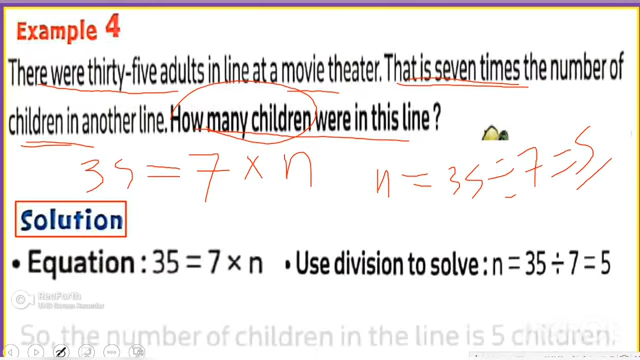 Example 4
There were thirty-five adults in line at a movie theater. That is seven times the number of
children in another line. How many children were in this line ?
35 = 7 × n
n = 35 ÷ 7 = 5
Solution
• Equation : 35 = 7 × n • Use division to solve : n = 35 ÷ 7 = 5
So, the number of children in the line is 5 children.